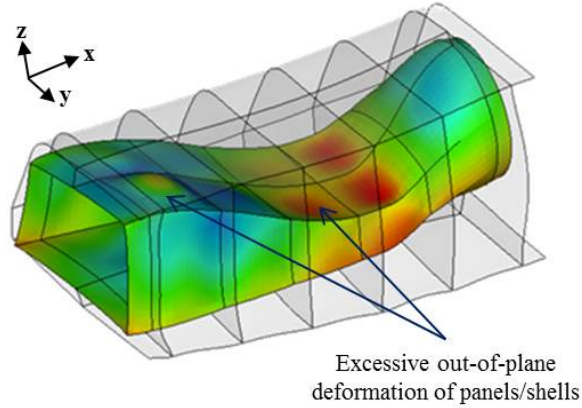 z
x
y
Excessive out-of-plane
deformation of panels/shells